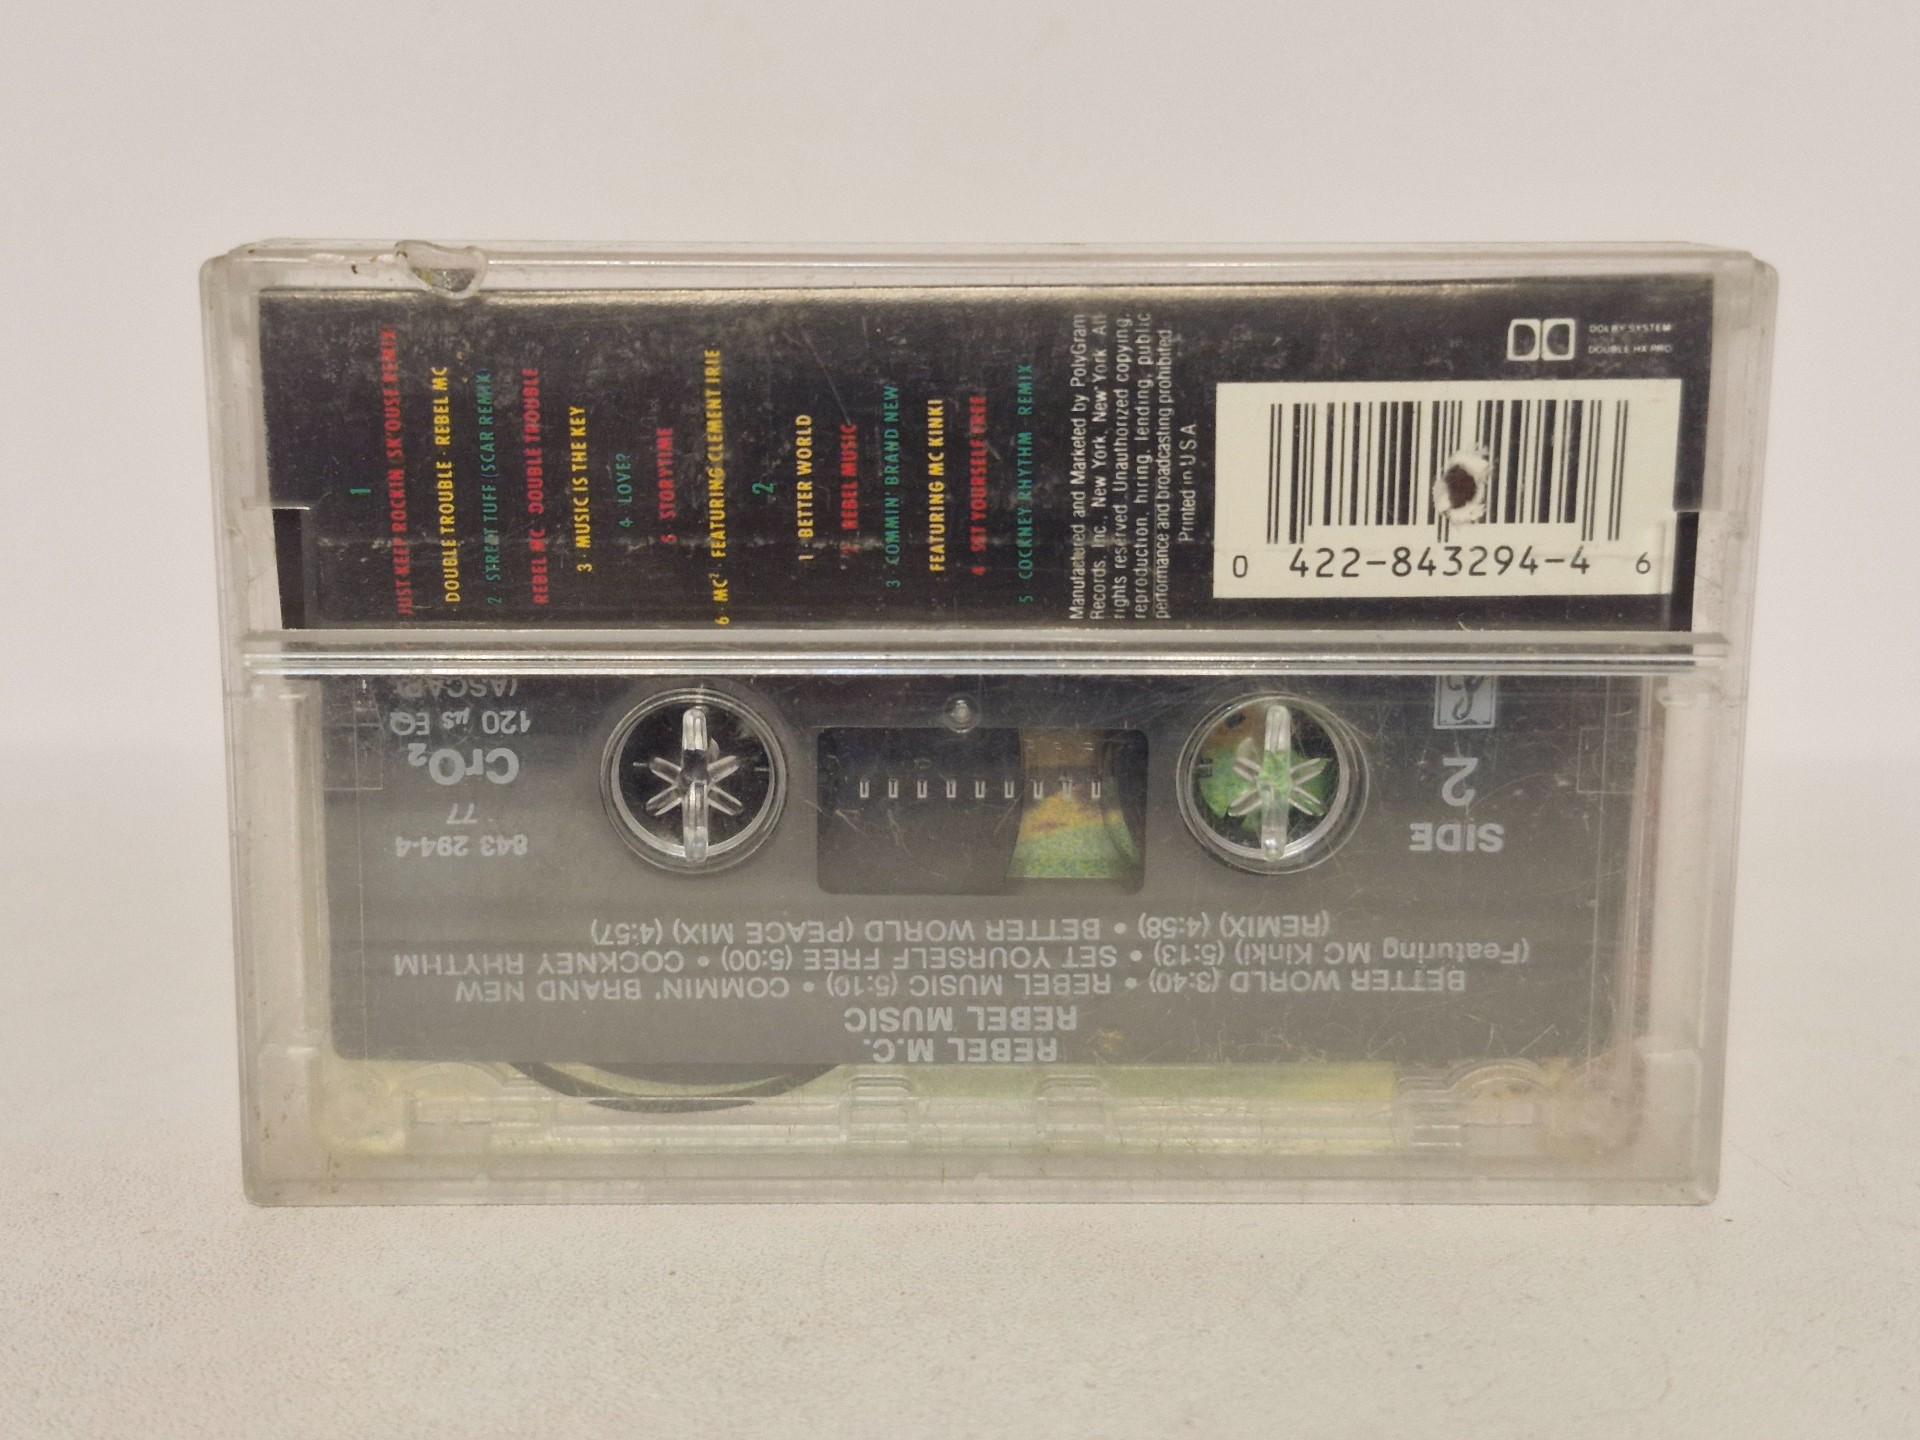 1
JUST KEEP ROCKIN' (SK'OUSE REMIX)
DOUBLE TROUBLE · REBEL MC
2 STREET TUFF (SCAR REMIX)
REBEL MC DOUBLE TROUBLE
3 MUSIC IS THE KEY
4 LOVE?
5 STORYTIME
6 MC² FEATURING CLEMENT IRIE
2
1 BETTER WORLD
2 REBEL MUSIC
3 COMMIN' BRAND NEW
FEATURING MC KINKI
4 SET YOURSELF FREE
5 COCKNEY RHYTHM REMIX
Manufactured and Marketed by PolyGram
Records, Inc., New York, New York. All
rights reserved. Unauthorized copying,
reproduction, hiring, lending, public
performance and broadcasting prohibited.
Printed in U.S.A.
DOLBY SYSTEM
DOUBLE HX PRO
0 422-843294-4 6
REBEL M.C.
REBEL MUSIC
BETTER WORLD (3:40) • REBEL MUSIC (5:10) • COMMIN' BRAND NEW
(Featuring MC Kinki) (5:13) • SET YOURSELF FREE (5:00) • COCKNEY RHYTHM
(REMIX) (4:58) • BETTER WORLD (PEACE MIX) (4:57)
SIDE
2
843 294-4
77
CrO₂
120 µs EQ
(ASCAP)